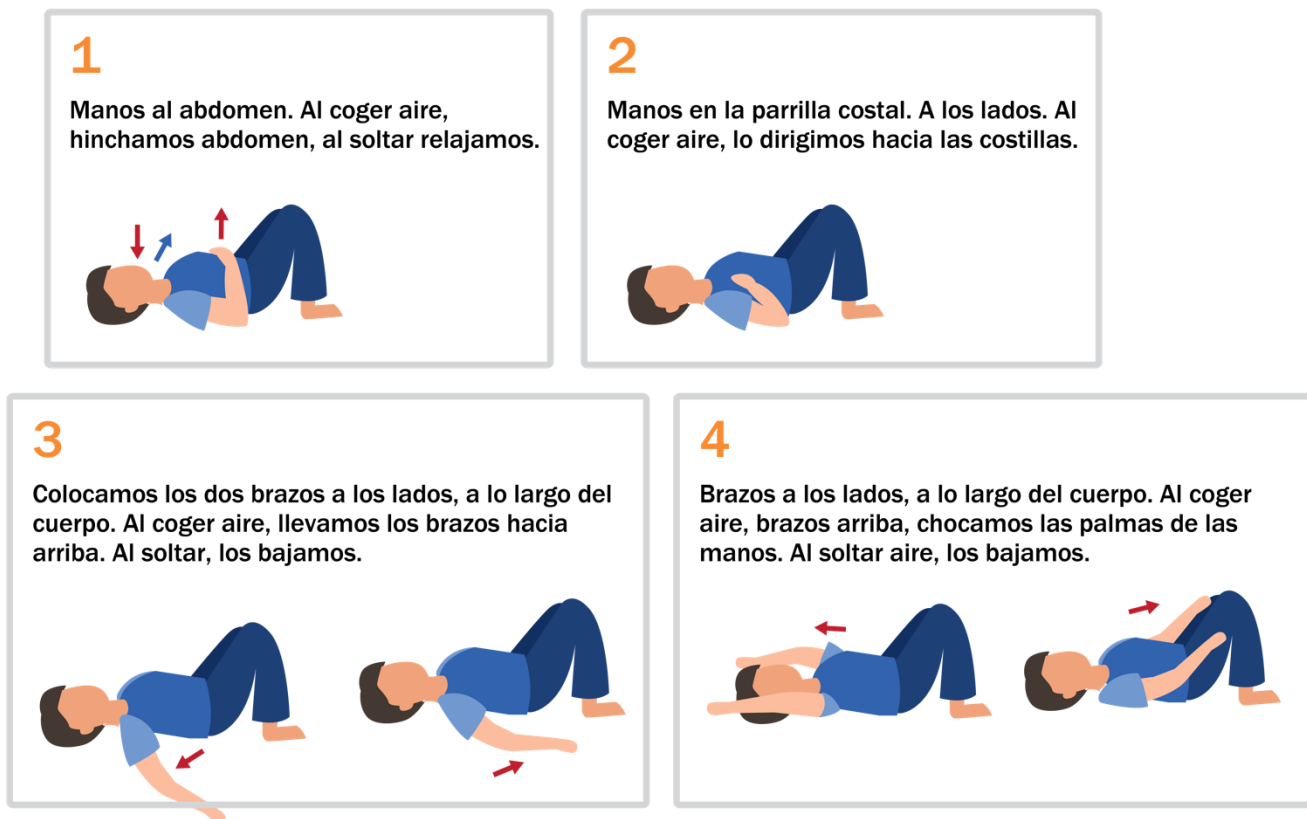 1
Manos al abdomen. Al coger aire,
hinchamos abdomen, al soltar relajamos.
2
Manos en la parrilla costal. A los lados. Al
coger aire, lo dirigimos hacia las costillas.
3
Colocamos los dos brazos a los lados, a lo largo del
cuerpo. Al coger aire, llevamos los brazos hacia
arriba. Al soltar, los bajamos.
4
Brazos a los lados, a lo largo del cuerpo. Al coger
aire, brazos arriba, chocamos las palmas de las
manos. Al soltar aire, los bajamos.